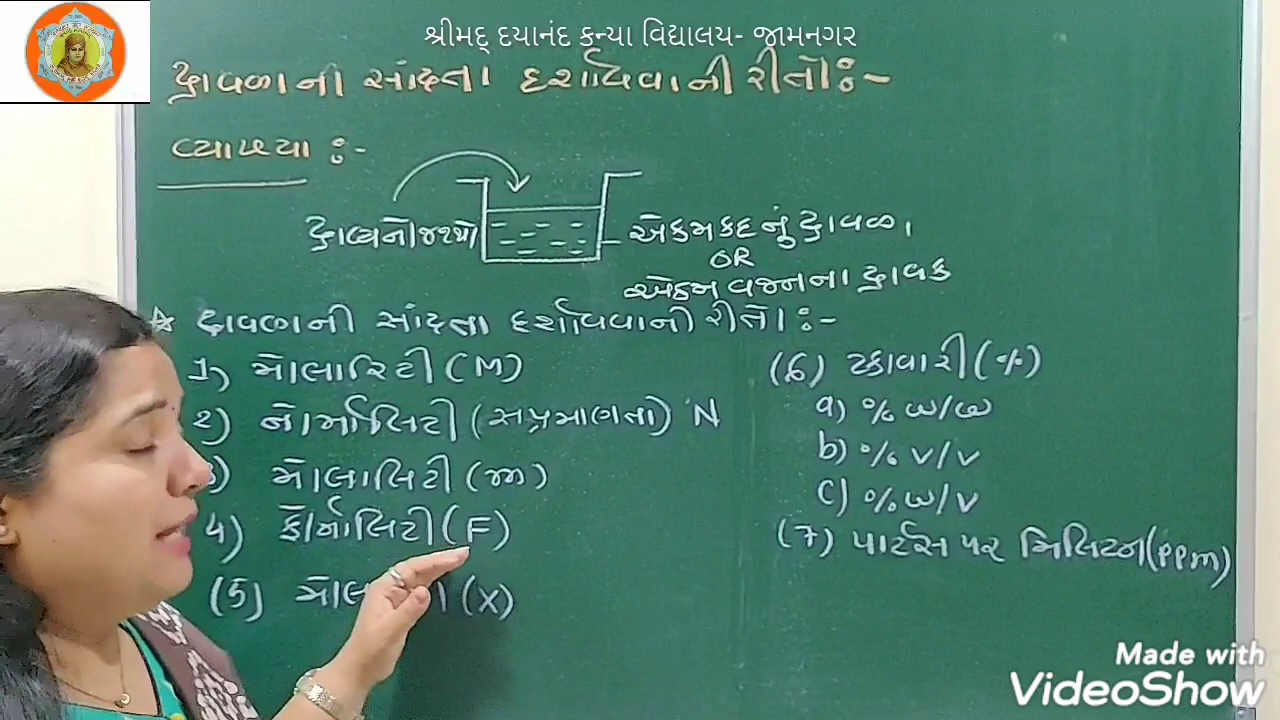 શ્રીમદ્ દયાનંદ કન્યા વિદ્યાલય- જામનગર
દ્રાવણની સાંદ્રતા દર્શાવવાની રીતો:-
વ્યાખ્યા :-
દ્રાવ્યનો જથ્થો
એકમ કદનું દ્રાવણ
OR
એકમ વજનના દ્રાવક
☆ દ્રાવણની સાંદ્રતા દર્શાવવાની રીતો :-
1) મોલારિટી (M)
2) નોર્માલિટી (સપ્રમાણતા) N
) મોલાલિટી (m)
4) ફોર્માલિટી (F)
(5) (X)
(6) ટકાવારી (%)
a) % w/w
b) % v/v
c) % w/v
(7) પાર્ટસ પર મિલિયન (PPm)
Made with
VideoShow